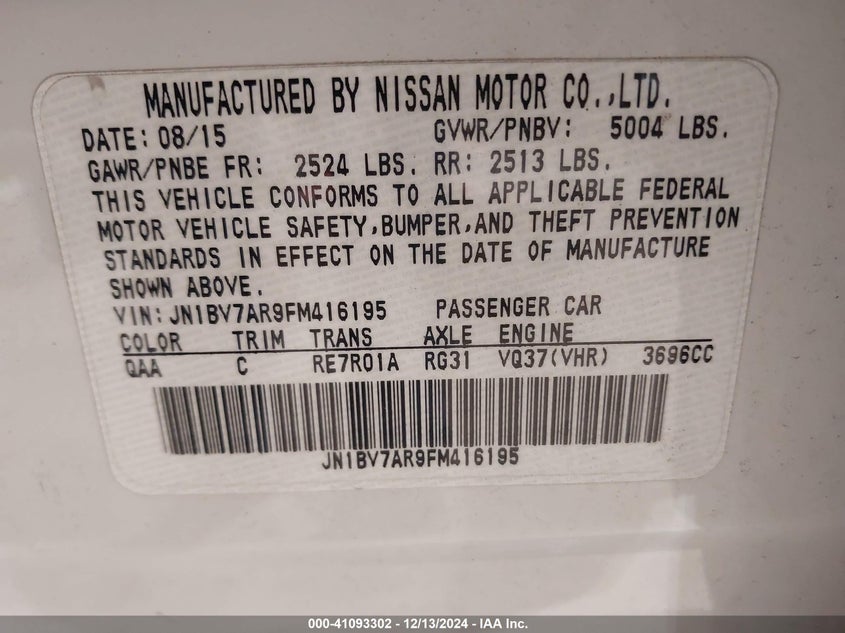 MANUFACTURED BY NISSAN MOTOR CO.,LTD.
DATE: 08/15 GVWR/PNBV: 5004 LBS.
GAWR/PNBE FR: 2524 LBS. RR: 2513 LBS.
THIS VEHICLE CONFORMS TO ALL APPLICABLE FEDERAL
MOTOR VEHICLE SAFETY,BUMPER,AND THEFT PREVENTION
STANDARDS IN EFFECT ON THE DATE OF MANUFACTURE
SHOWN ABOVE.
VIN: JN1BV7AR9FM416195 PASSENGER CAR
COLOR TRIM TRANS AXLE ENGINE
QAA C RE7R01A RG31 VQ37(VHR) 3696CC
JN1BV7AR9FM416195
000-41093302 - 12/13/2024 - IAA Inc.